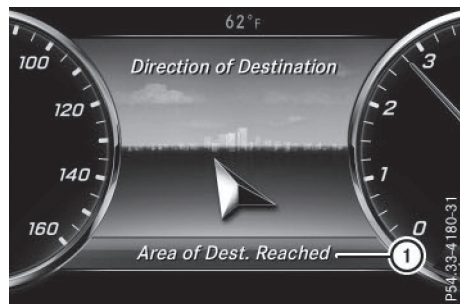 62°F
Direction of Destination
100
120
140
160
3
2
1
0
Area of Dest. Reached
1
P54.33-4180-31